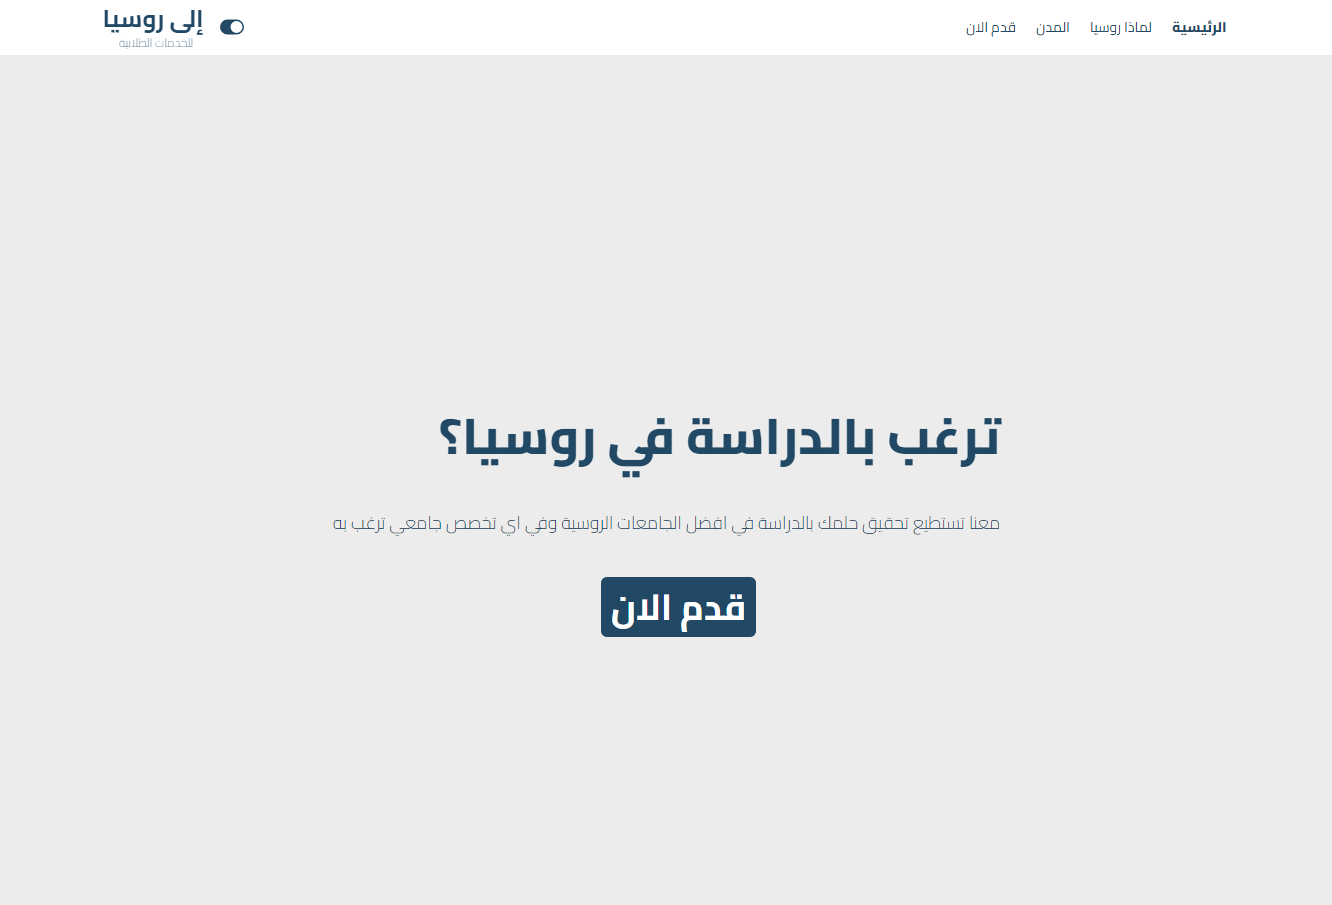 الرئيسية
لماذا روسيا
المدن
قدم الان
إلى روسيا
للخدمات الطلابية
ترغب بالدراسة في روسيا؟
معنا تستطيع تحقيق حلمك بالدراسة في افضل الجامعات الروسية وفي اي تخصص جامعي ترغب به
قدم الان